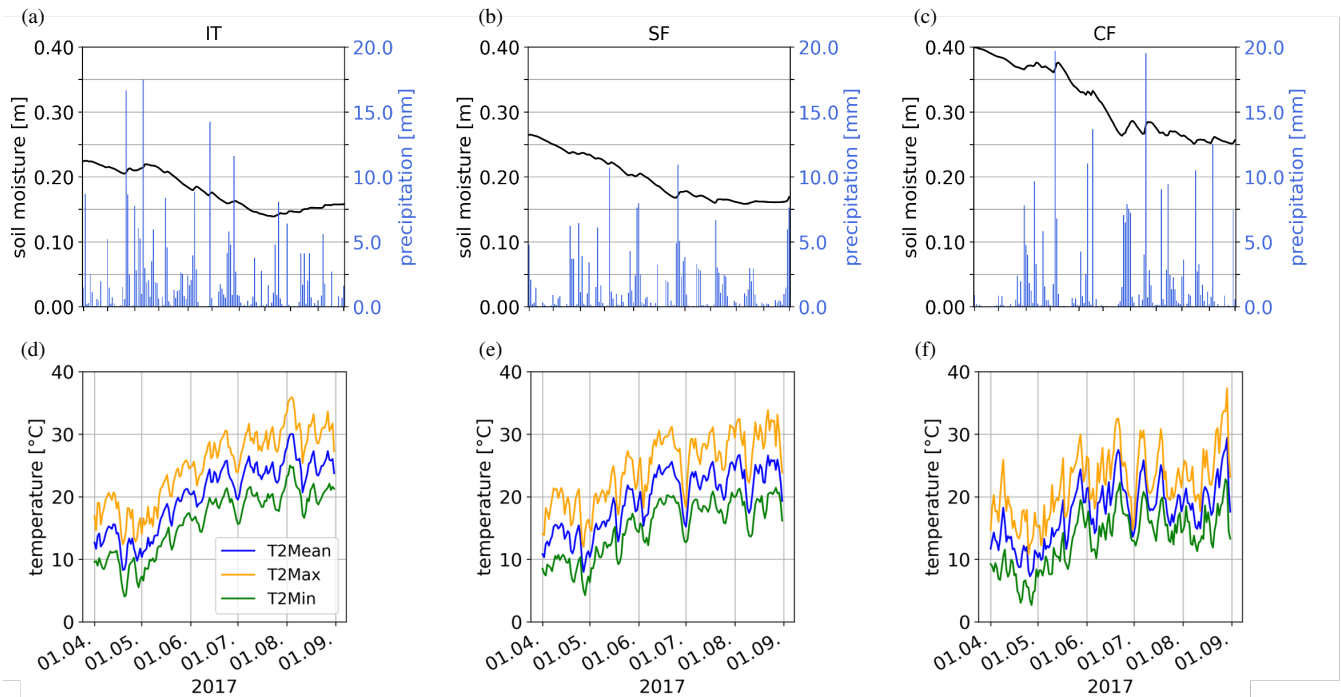 (a) (b) (c)
IT SF CF
0.40 20.0 0.40 20.0 0.40 20.0
0.30 15.0 0.30 15.0 0.30 15.0
0.20 10.0 0.20 10.0 0.20 10.0
0.10 5.0 0.10 5.0 0.10 5.0
0.00 0.0 0.00 0.0 0.00 0.0
soil moisture [m] precipitation [mm] soil moisture [m] precipitation [mm] soil moisture [m] precipitation [mm]
(d) (e) (f)
40 40 40
30 30 30
20 20 20
10 10 10
0 0 0
temperature [°C] temperature [°C] temperature [°C]
T2Mean
T2Max
T2Min
01.04. 01.05. 01.06. 01.07. 01.08. 01.09. 01.04. 01.05. 01.06. 01.07. 01.08. 01.09. 01.04. 01.05. 01.06. 01.07. 01.08. 01.09.
2017 2017 2017